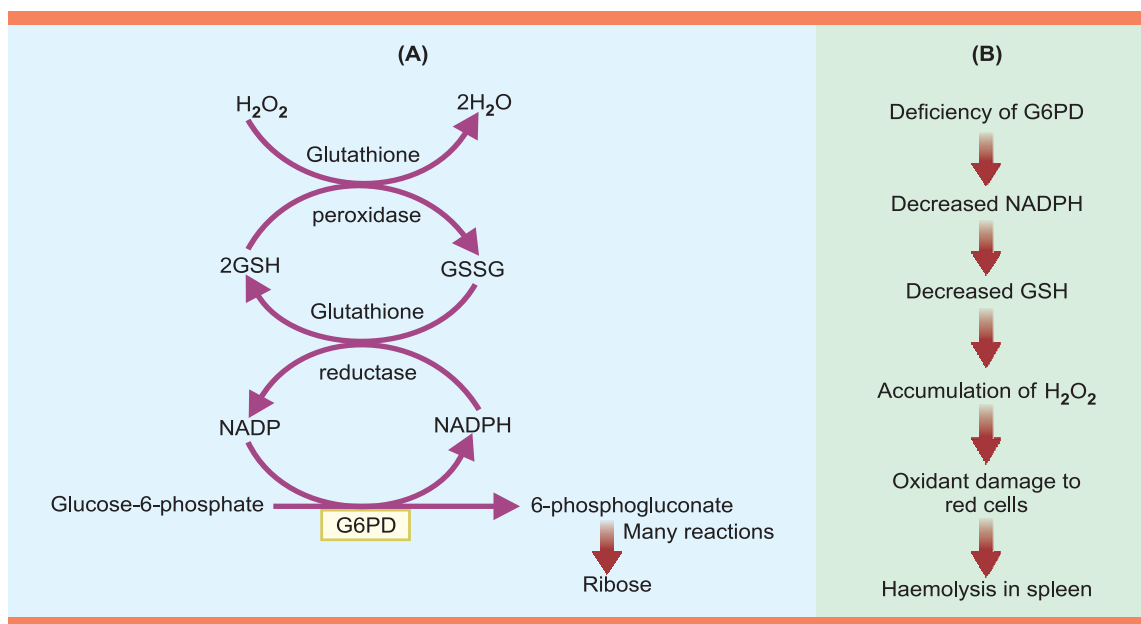 (A)
H₂O₂
2H₂O
Glutathione
peroxidase
2GSH
GSSG
Glutathione
reductase
NADP
NADPH
Glucose-6-phosphate
6-phosphogluconate
G6PD
Many reactions
Ribose
(B)
Deficiency of G6PD
Decreased NADPH
Decreased GSH
Accumulation of H₂O₂
Oxidant damage to
red cells
Haemolysis in spleen